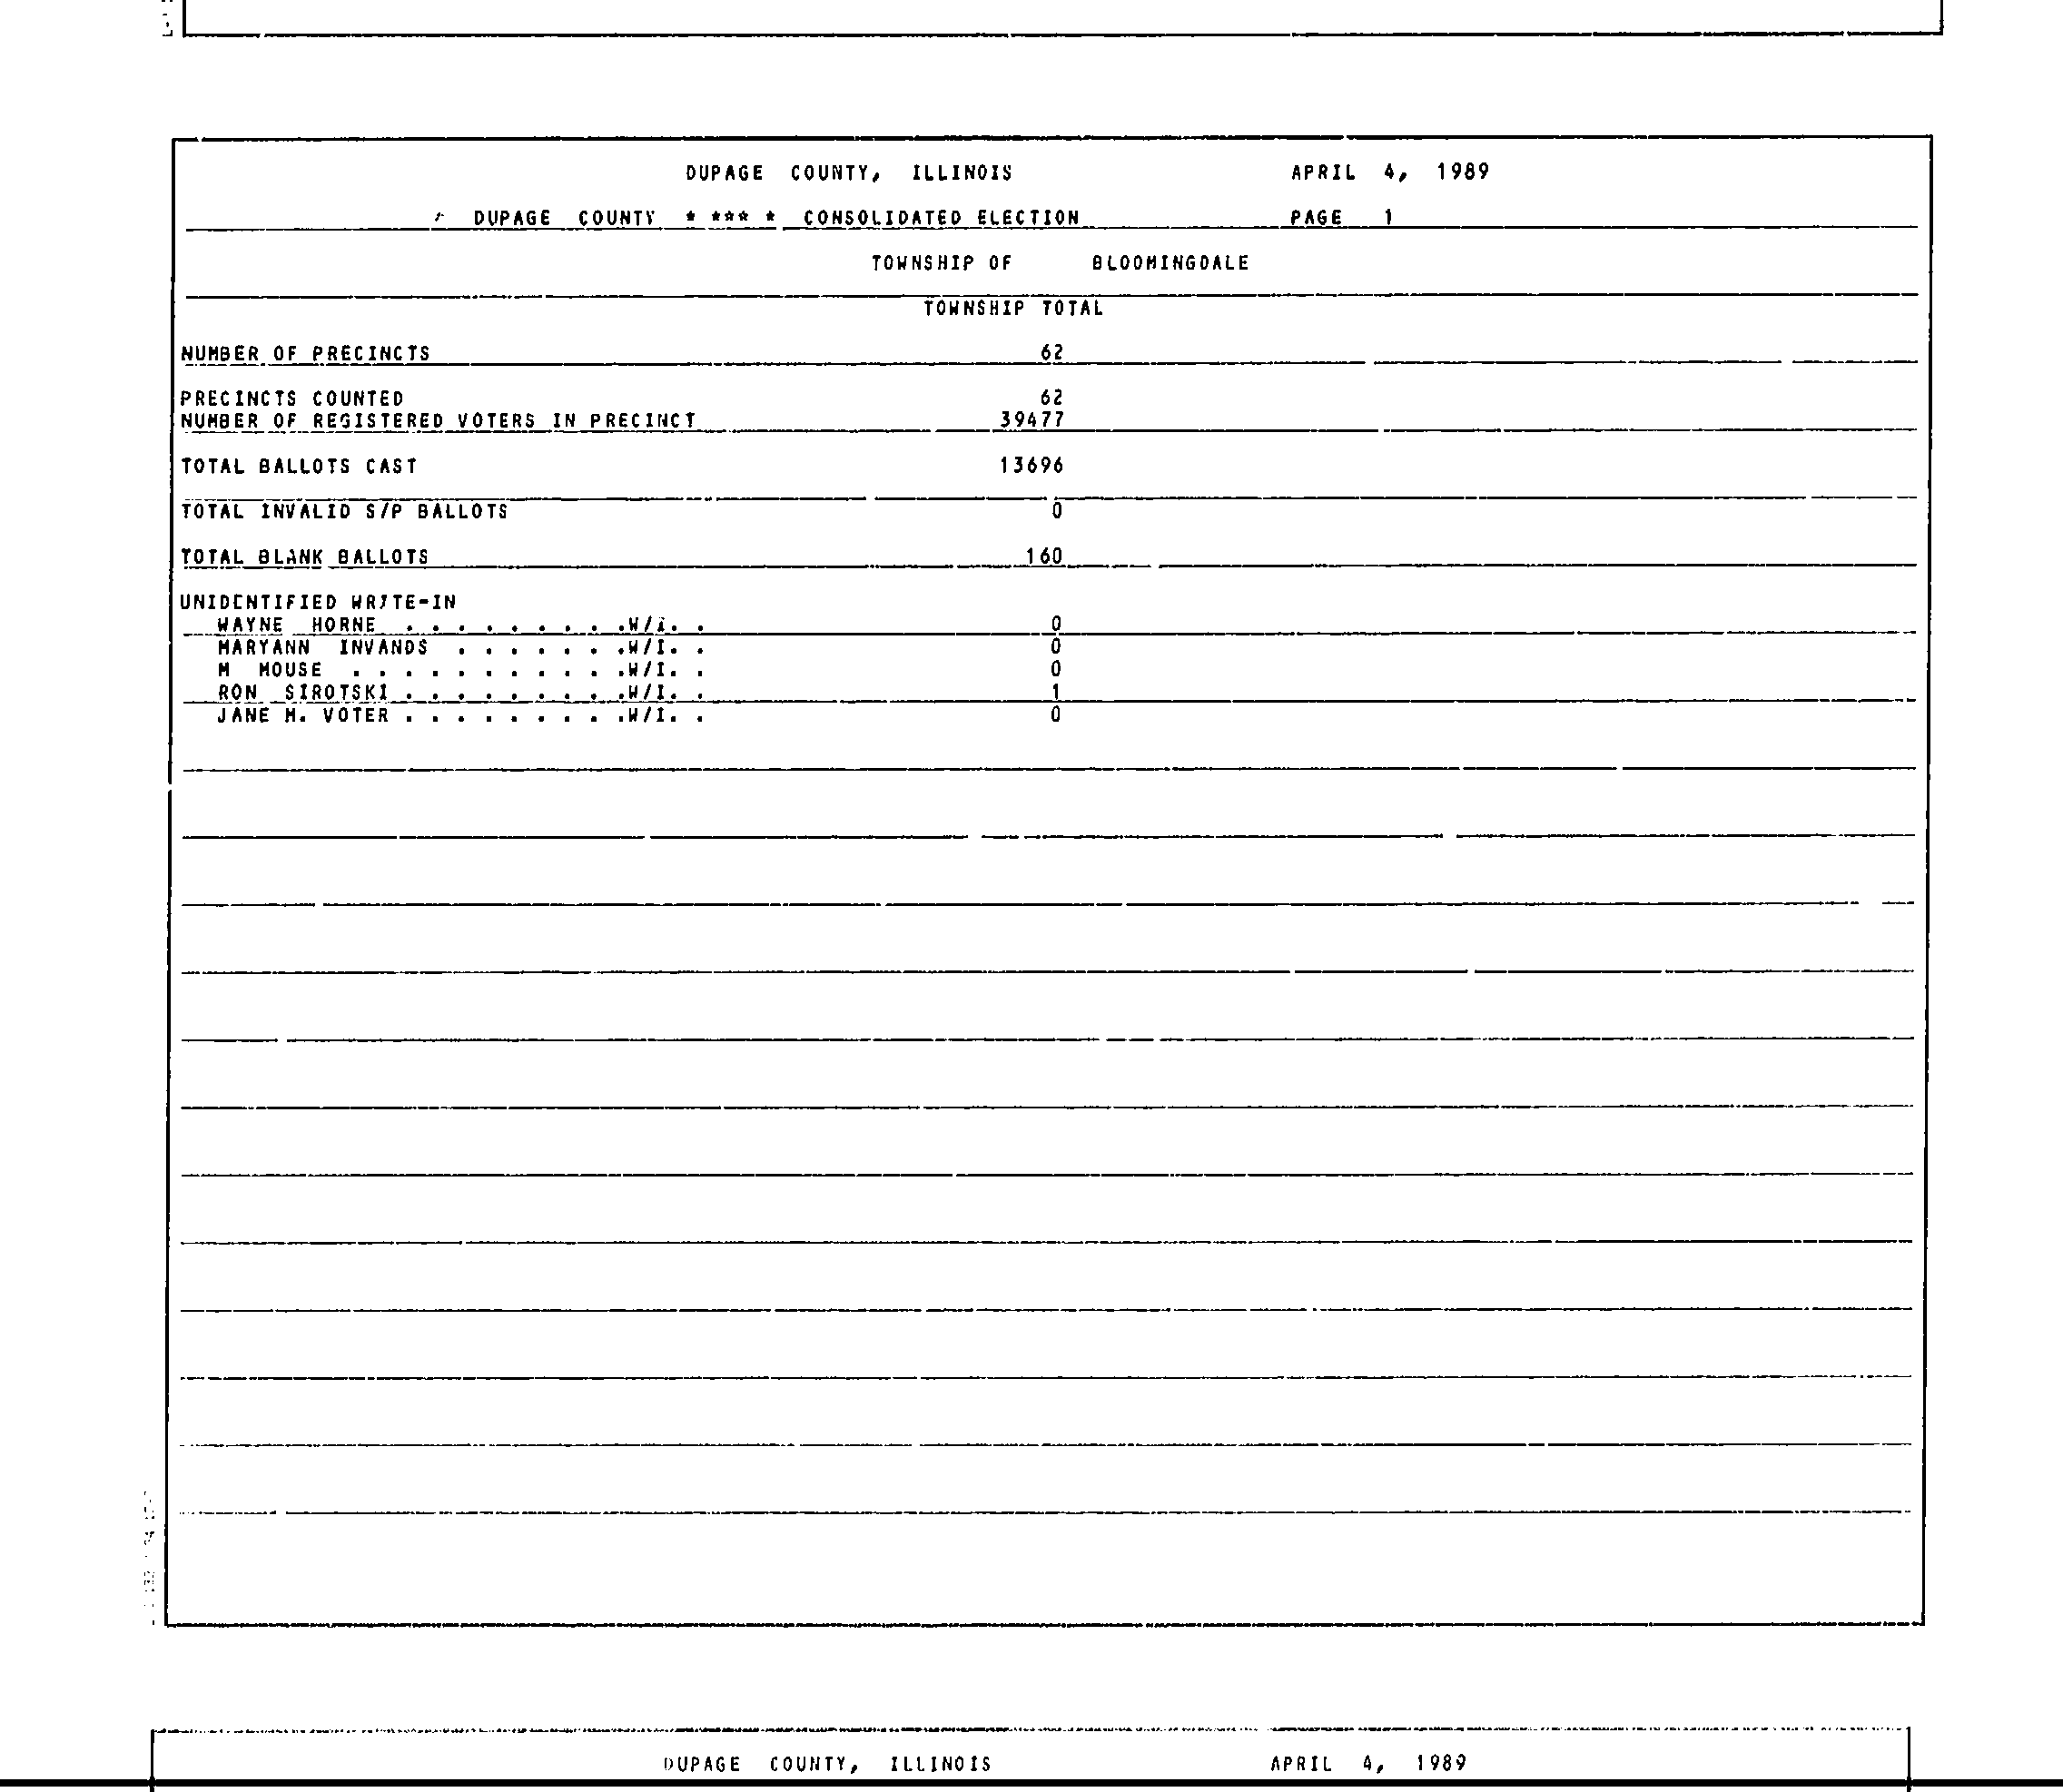 DUPAGE COUNTY, ILLINOIS APRIL 4, 1989
DUPAGE COUNTY * *** * CONSOLIDATED ELECTION PAGE 1
TOWNSHIP OF BLOOMINGDALE
TOWNSHIP TOTAL
NUMBER OF PRECINCTS 62
PRECINCTS COUNTED 62
NUMBER OF REGISTERED VOTERS IN PRECINCT 39477
TOTAL BALLOTS CAST 13696
TOTAL INVALID S/P BALLOTS 0
TOTAL BLANK BALLOTS 160
UNIDENTIFIED WRITE-IN
WAYNE HORNE . . . . . . . . .W/I. . 0
MARYANN INVANDS . . . . . . .W/I. . 0
M MOUSE . . . . . . . . . . .W/I. . 0
RON SIROTSKI . . . . . . . . .W/I. . 1
JANE M. VOTER . . . . . . . . .W/I. . 0
DUPAGE COUNTY, ILLINOIS APRIL 4, 1989